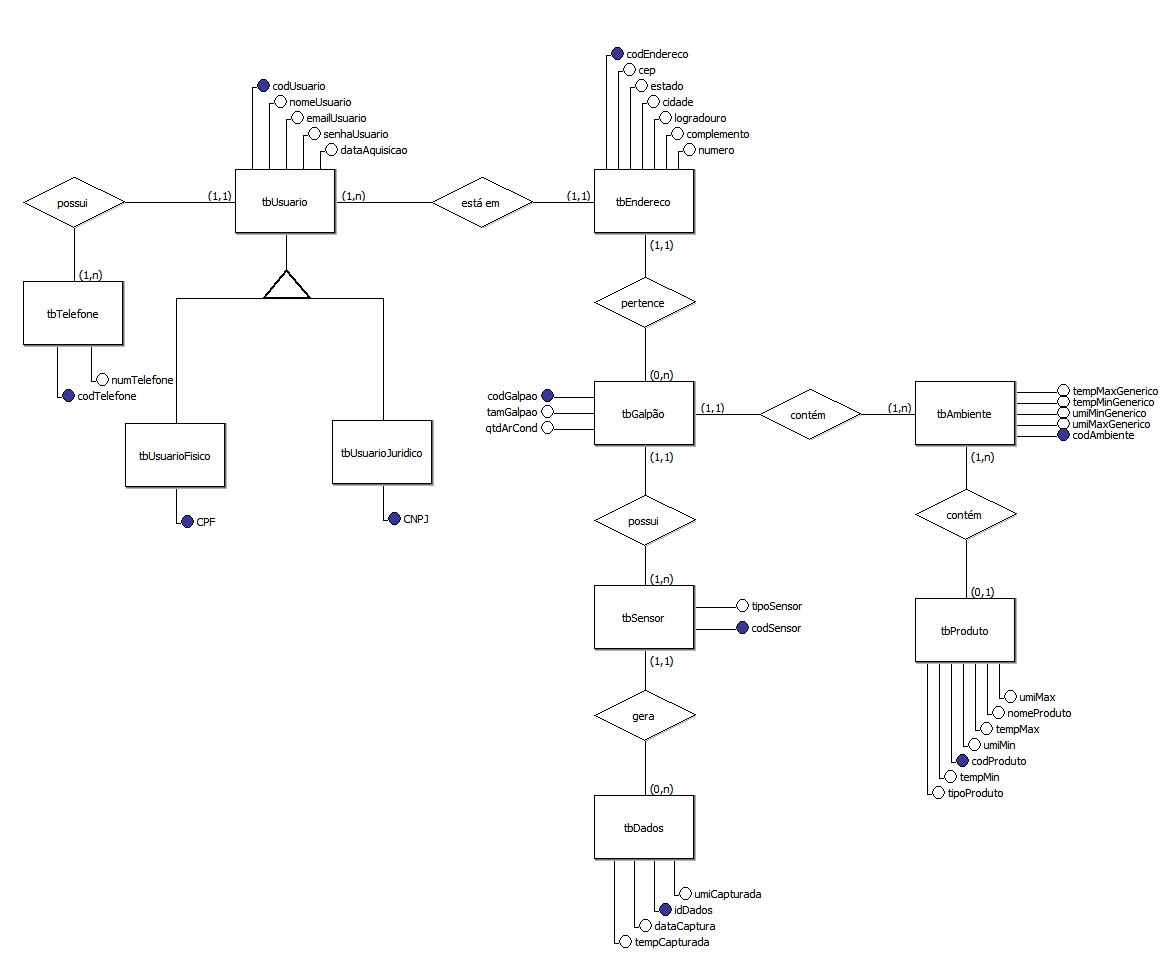 codEndereco
cep
estado
cidade
logradouro
complemento
numero
codUsuario
nomeUsuario
emailUsuario
senhaUsuario
dataAquisicao
possui
(1,1)
tbUsuario
(1,n)
está em
(1,1)
tbEndereco
(1,1)
(1,n)
tbTelefone
numTelefone
codTelefone
pertence
(0,n)
codGalpao
tamGalpao
qtdArCond
tbGalpão
(1,1)
contém
(1,n)
tbAmbiente
tempMaxGenerico
tempMinGenerico
umiMinGenerico
umiMaxGenerico
codAmbiente
tbUsuarioFisico
tbUsuarioJuridico
CPF
CNPJ
(1,1)
(1,n)
possui
contém
(1,n)
(0,1)
tbSensor
tipoSensor
codSensor
tbProduto
(1,1)
umiMax
nomeProduto
tempMax
umiMin
codProduto
tempMin
tipoProduto
gera
(0,n)
tbDados
umiCapturada
idDados
dataCaptura
tempCapturada